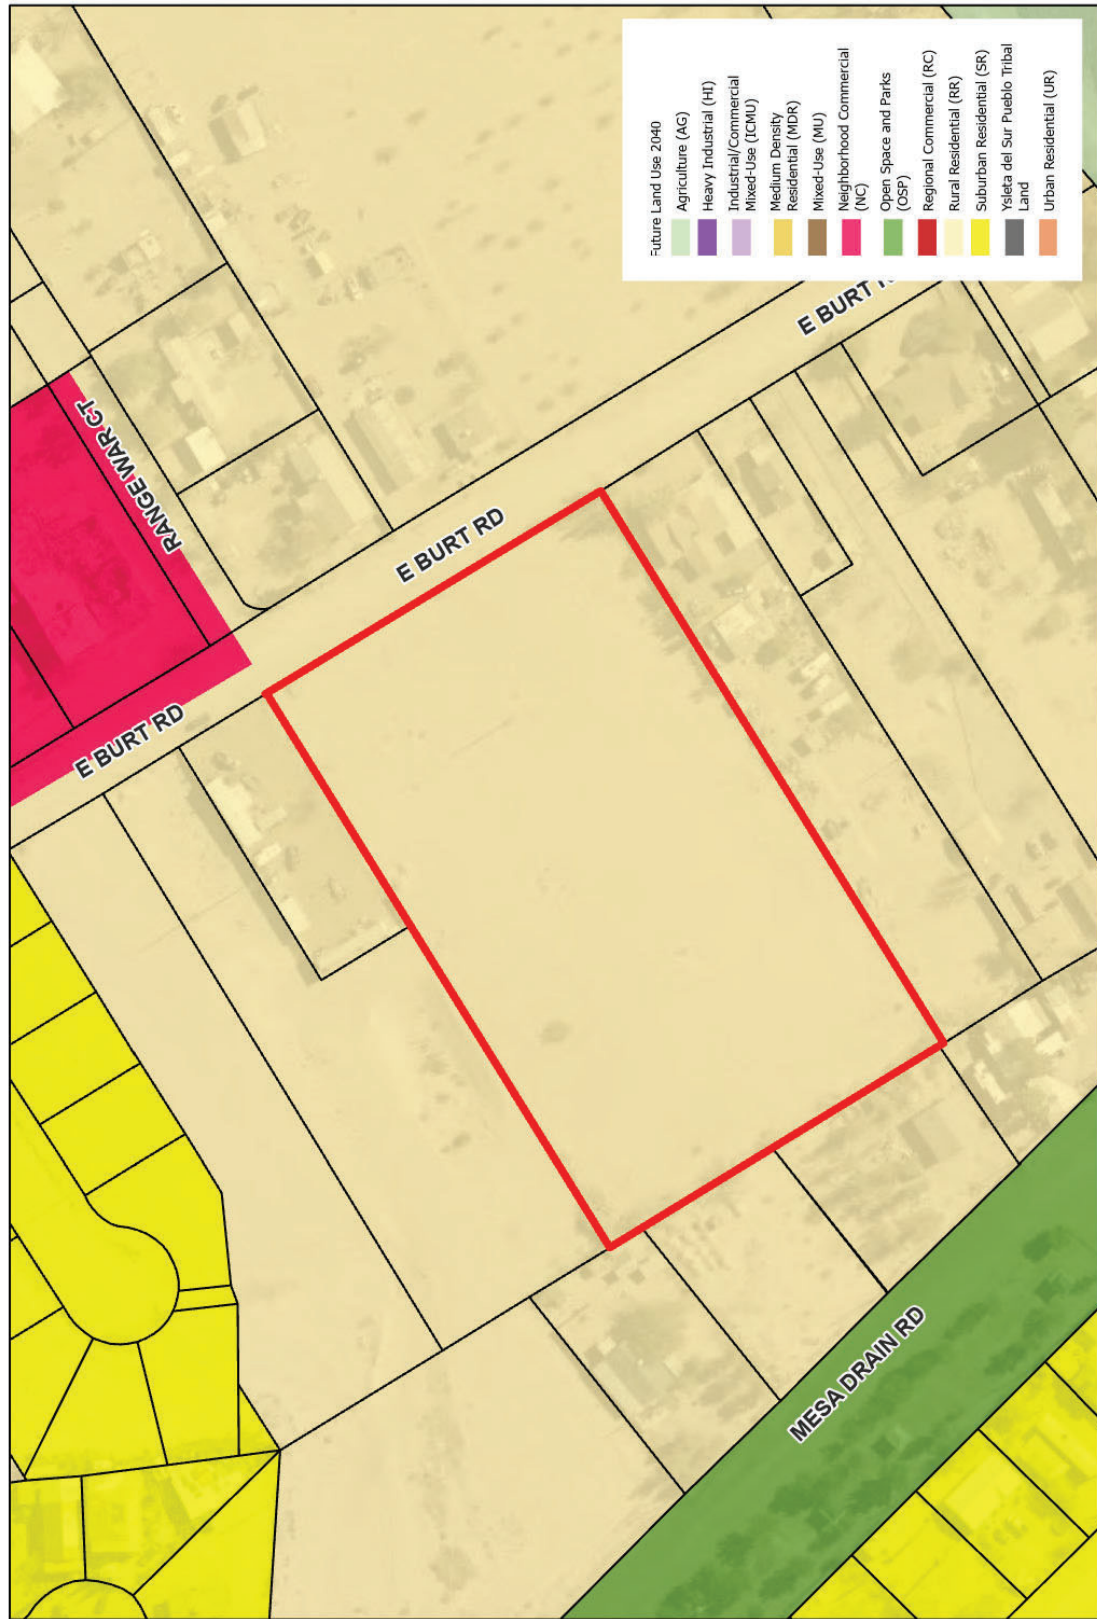 RANGE WAR CT
E BURT RD
E BURT RD
E BURT R
MESA DRAIN RD
Future Land Use 2040
Agriculture (AG)
Heavy Industrial (HI)
Industrial/Commercial
Mixed-Use (ICMU)
Medium Density
Residential (MDR)
Mixed-Use (MU)
Neighborhood Commercial
(NC)
Open Space and Parks
(OSP)
Regional Commercial (RC)
Rural Residential (RR)
Suburban Residential (SR)
Ysleta del Sur Pueblo Tribal
Land
Urban Residential (UR)